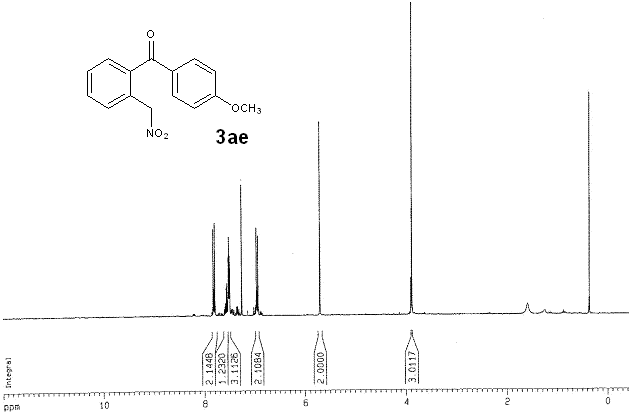 O
OCH₃
NO₂
3ae
Integral
2.1448
1.2320
3.1126
2.1084
2.0000
3.0117
ppm
10
8
6
4
2
0